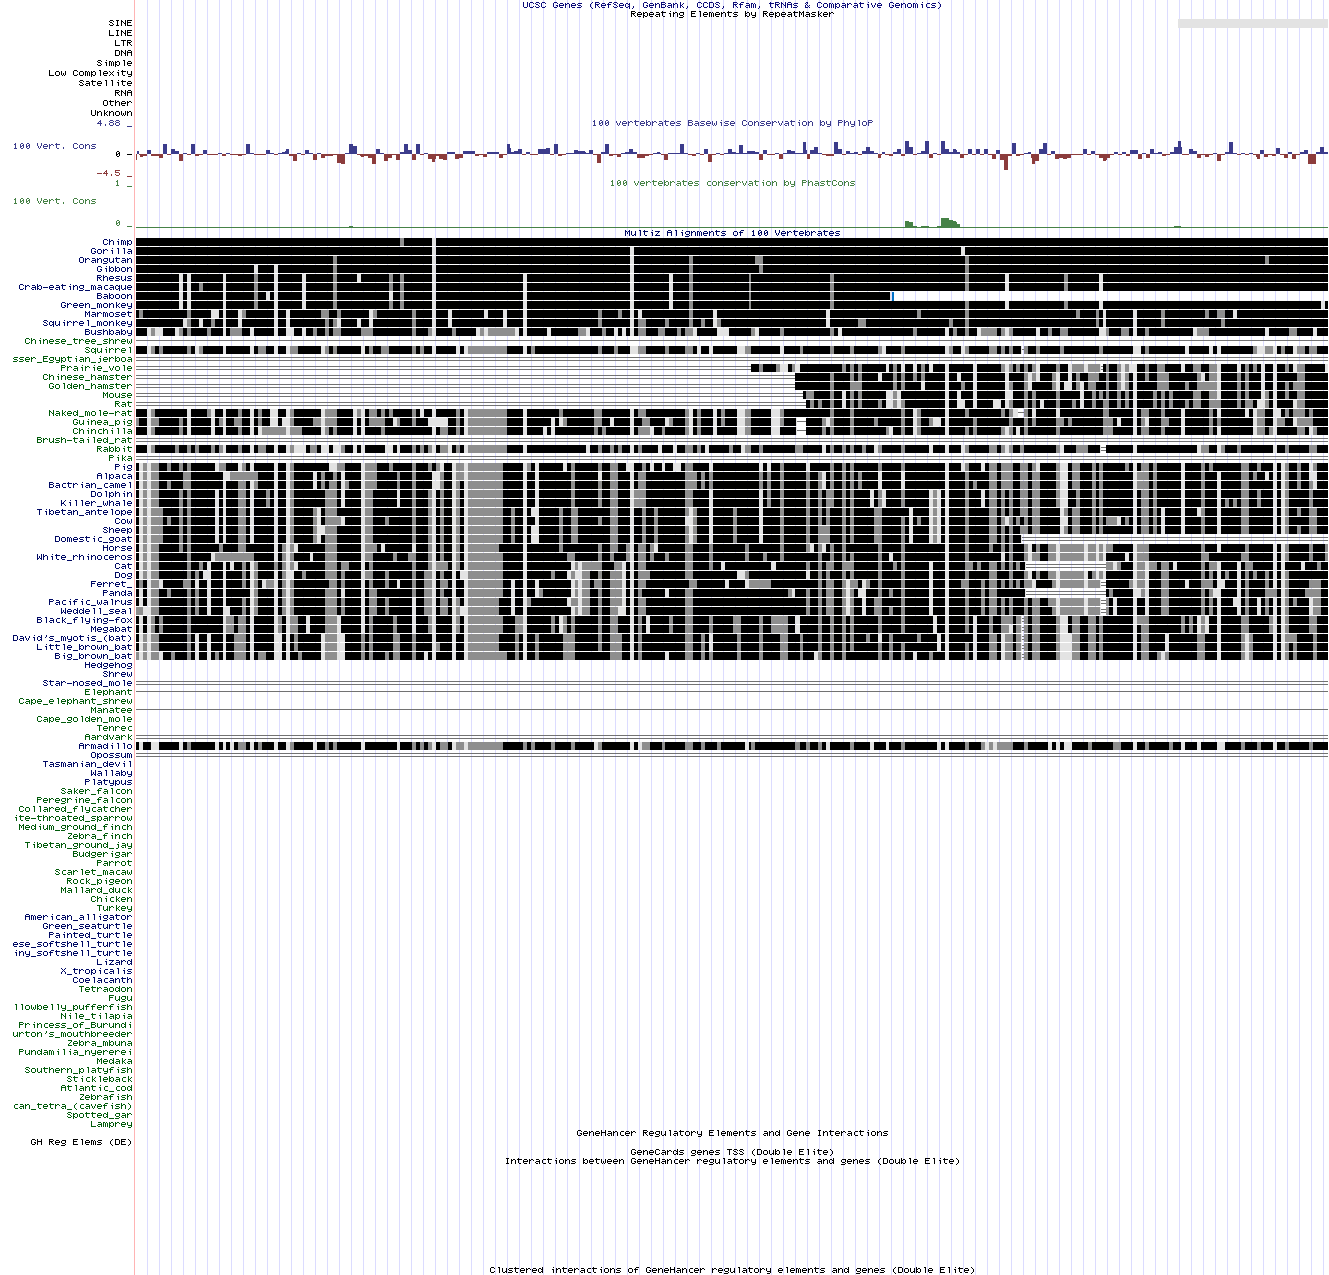 UCSC Genes (RefSeq, GenBank, CCDS, Rfam, tRNAs & Comparative Genomics)
Repeating Elements by RepeatMasker
SINE
LINE
LTR
DNA
Simple
Low Complexity
Satellite
RNA
Other
Unknown
100 vertebrates Basewise Conservation by PhyloP
4.88 _
100 Vert. Cons
0 _
-4.5 _
100 vertebrates conservation by PhastCons
1 _
100 Vert. Cons
0 _
Multiz Alignments of 100 Vertebrates
Chimp
Gorilla
Orangutan
Gibbon
Rhesus
Crab-eating_macaque
Baboon
Green_monkey
Marmoset
Squirrel_monkey
Bushbaby
Chinese_tree_shrew
Squirrel
sser_Egyptian_jerboa
Prairie_vole
Chinese_hamster
Golden_hamster
Mouse
Rat
Naked_mole-rat
Guinea_pig
Chinchilla
Brush-tailed_rat
Rabbit
Pika
Pig
Alpaca
Bactrian_camel
Dolphin
Killer_whale
Tibetan_antelope
Cow
Sheep
Domestic_goat
Horse
White_rhinoceros
Cat
Dog
Ferret_
Panda
Pacific_walrus
Weddell_seal
Black_flying-fox
Megabat
David's_myotis_(bat)
Little_brown_bat
Big_brown_bat
Hedgehog
Shrew
Star-nosed_mole
Elephant
Cape_elephant_shrew
Manatee
Cape_golden_mole
Tenrec
Aardvark
Armadillo
Opossum
Tasmanian_devil
Wallaby
Platypus
Saker_falcon
Peregrine_falcon
Collared_flycatcher
ite-throated_sparrow
Medium_ground_finch
Zebra_finch
Tibetan_ground_jay
Budgerigar
Parrot
Scarlet_macaw
Rock_pigeon
Mallard_duck
Chicken
Turkey
American_alligator
Green_seaturtle
Painted_turtle
ese_softshell_turtle
iny_softshell_turtle
Lizard
X_tropicalis
Coelacanth
Tetraodon
Fugu
llowbelly_pufferfish
Nile_tilapia
Princess_of_Burundi
urton's_mouthbreeder
Zebra_mbuna
Pundamilia_nyererei
Medaka
Southern_platyfish
Stickleback
Atlantic_cod
Zebrafish
can_tetra_(cavefish)
Spotted_gar
Lamprey
GeneHancer Regulatory Elements and Gene Interactions
GH Reg Elems (DE)
GeneCards genes TSS (Double Elite)
Interactions between GeneHancer regulatory elements and genes (Double Elite)
Clustered interactions of GeneHancer regulatory elements and genes (Double Elite)